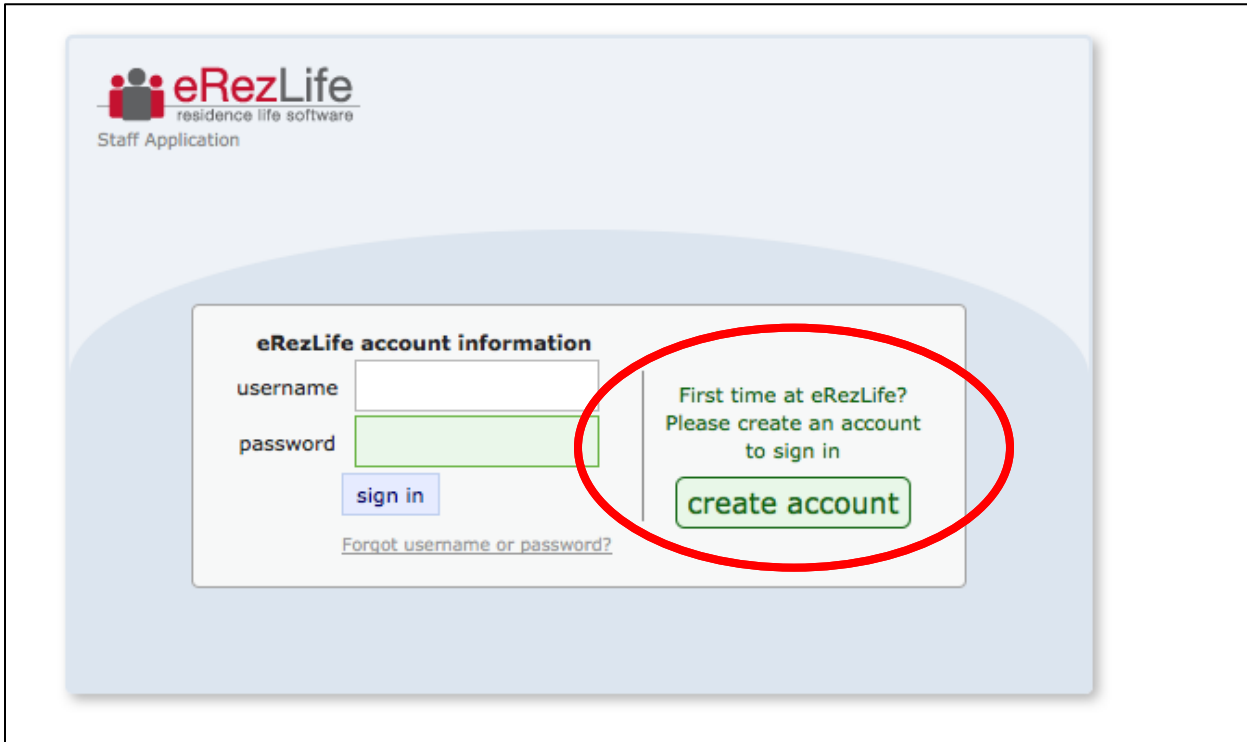 eRezLife
residence life software
Staff Application
eRezLife account information
username
password
sign in
Forgot username or password?
First time at eRezLife?
Please create an account
to sign in
create account